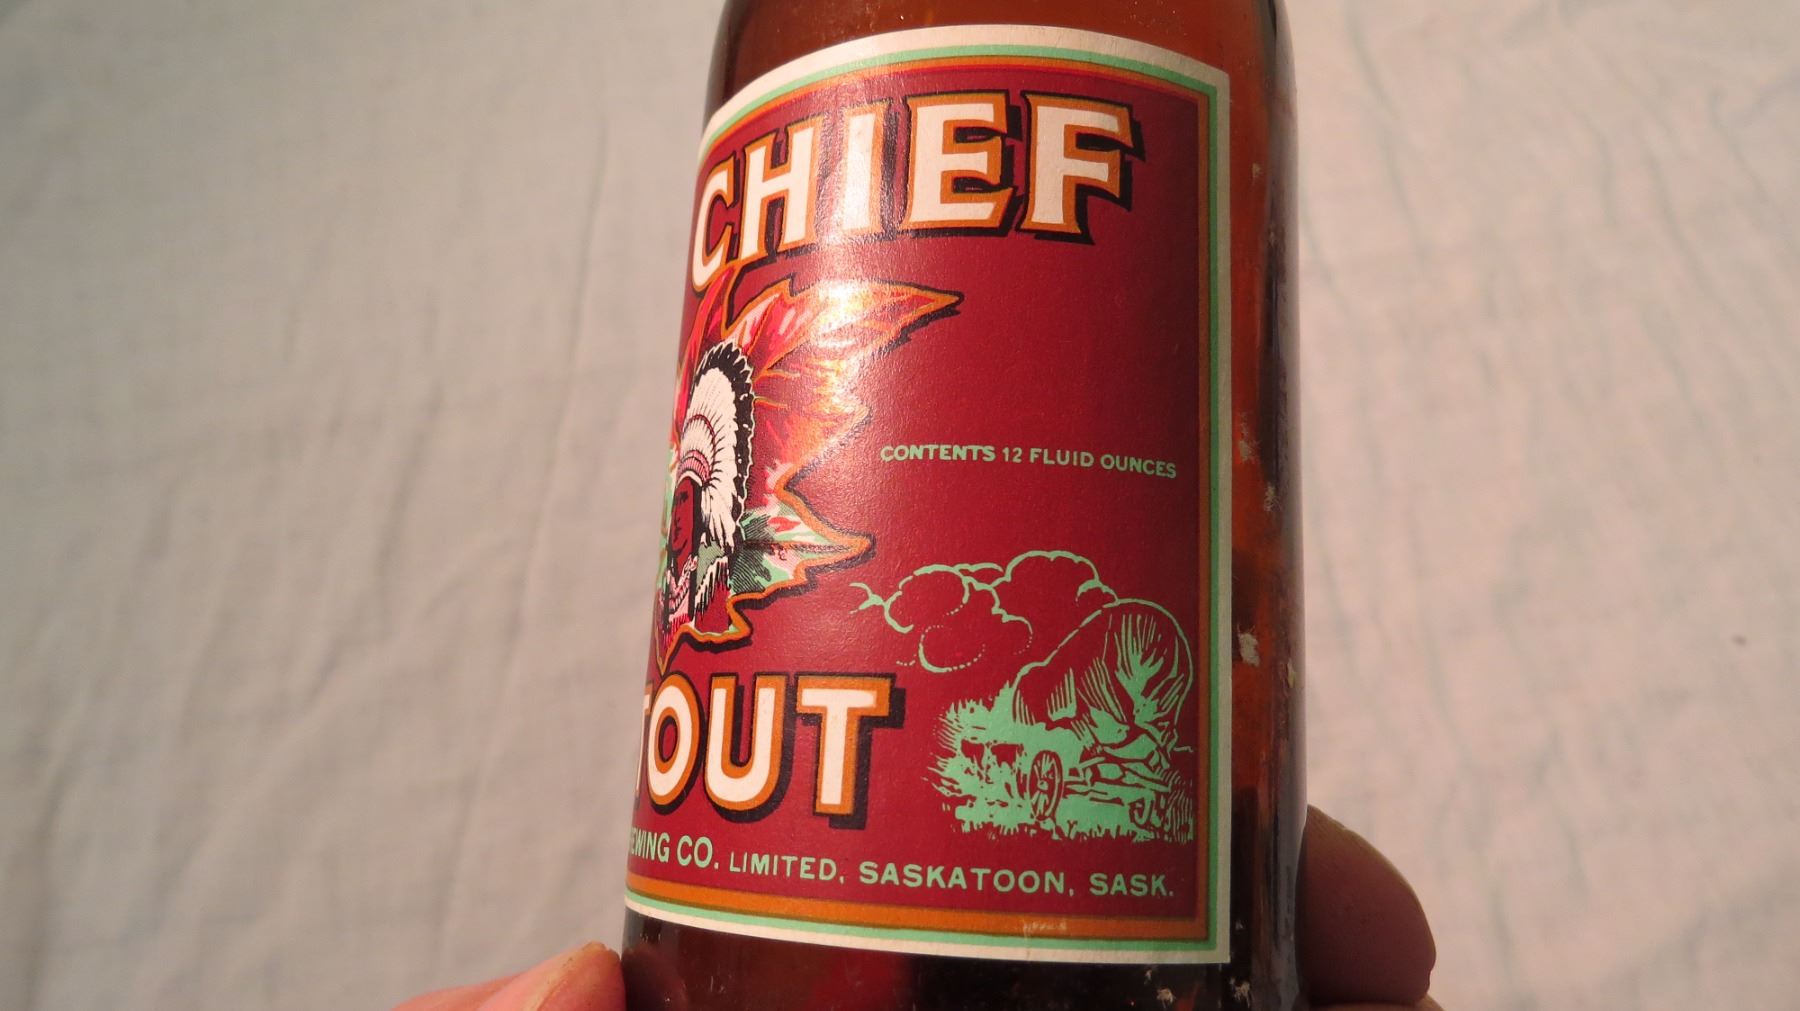 CHIEF
CONTENTS 12 FLUID OUNCES
TOUT
EWING CO. LIMITED, SASKATOON, SASK.